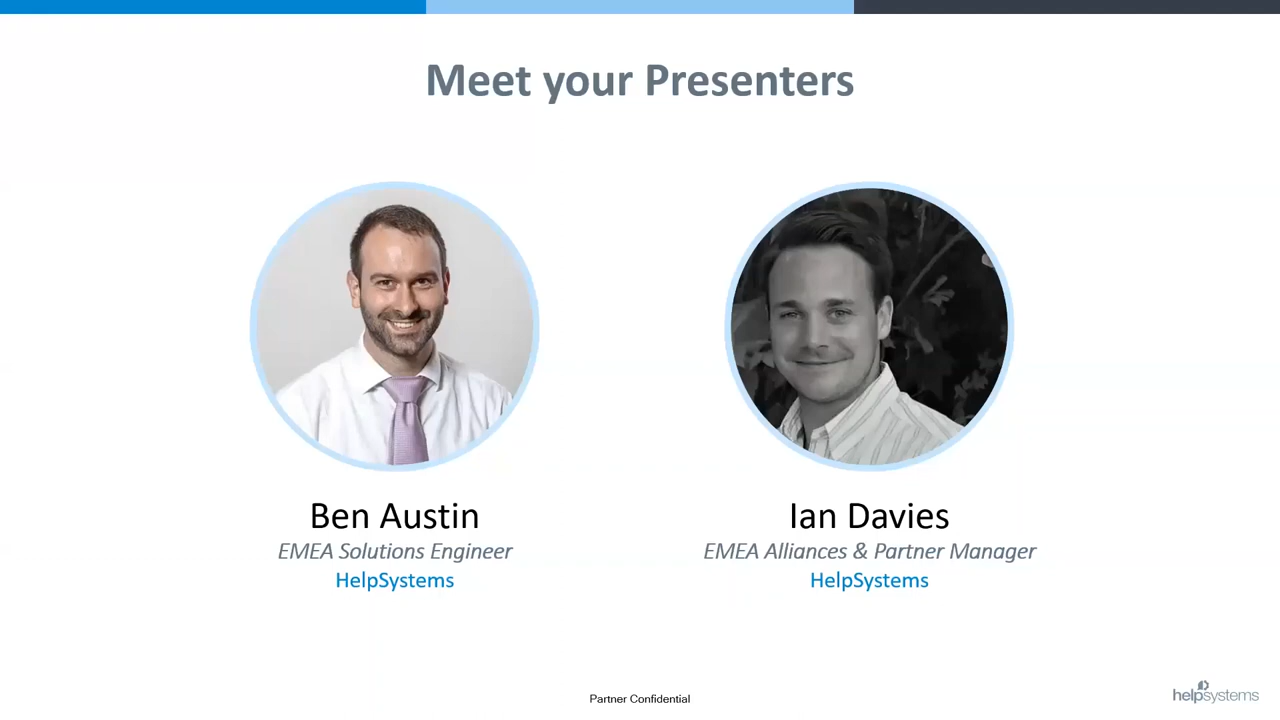 Meet your Presenters
Ben Austin
EMEA Solutions Engineer
HelpSystems
Ian Davies
EMEA Alliances & Partner Manager
HelpSystems
Partner Confidential
helpsystems